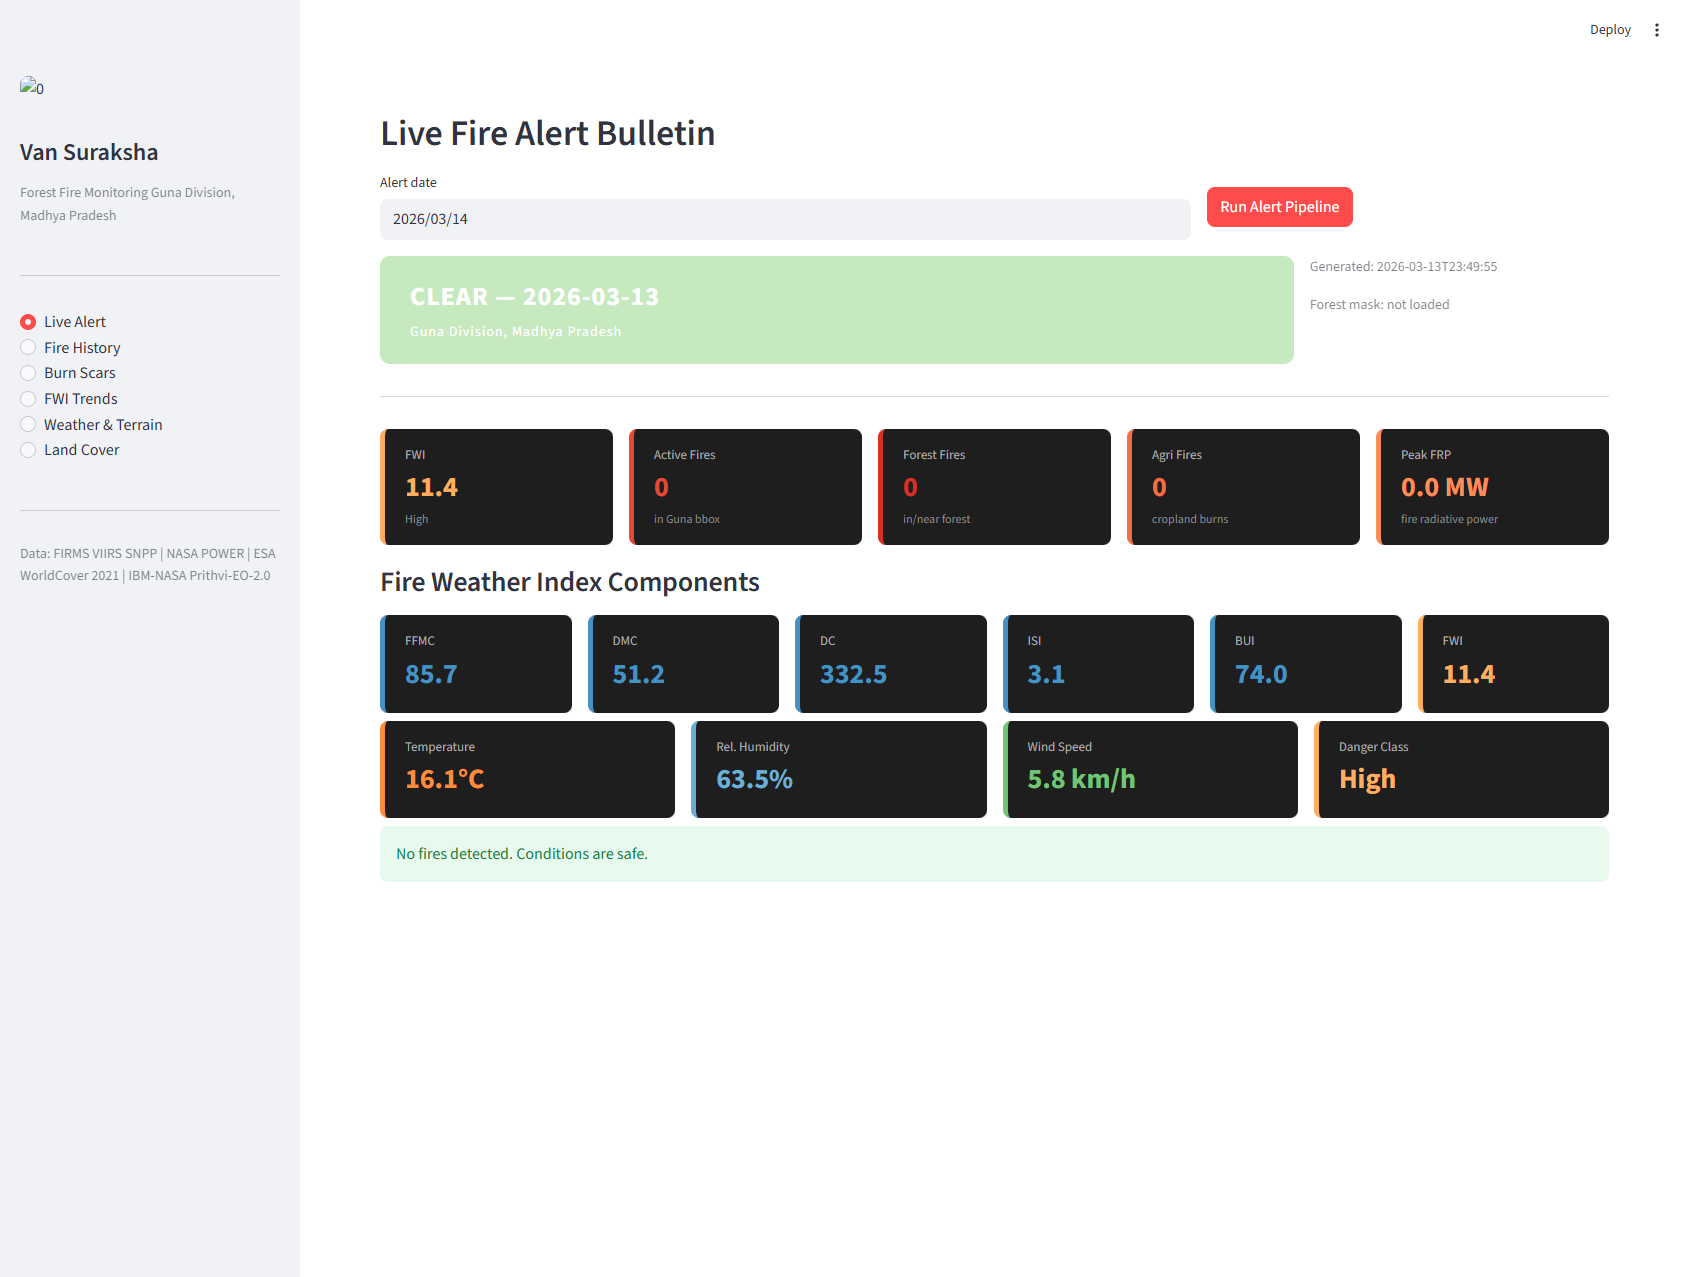 Deploy
0
Van Suraksha
Forest Fire Monitoring Guna Division,
Madhya Pradesh
Live Alert
Fire History
Burn Scars
FWI Trends
Weather & Terrain
Land Cover
Data: FIRMS VIIRS SNPP | NASA POWER | ESA
WorldCover 2021 | IBM-NASA Prithvi-EO-2.0
Live Fire Alert Bulletin
Alert date
2026/03/14
Run Alert Pipeline
CLEAR — 2026-03-13
Guna Division, Madhya Pradesh
Generated: 2026-03-13T23:49:55
Forest mask: not loaded
FWI
11.4
High
Active Fires
0
in Guna bbox
Forest Fires
0
in/near forest
Agri Fires
0
cropland burns
Peak FRP
0.0 MW
fire radiative power
Fire Weather Index Components
FFMC
85.7
DMC
51.2
DC
332.5
ISI
3.1
BUI
74.0
FWI
11.4
Temperature
16.1°C
Rel. Humidity
63.5%
Wind Speed
5.8 km/h
Danger Class
High
No fires detected. Conditions are safe.